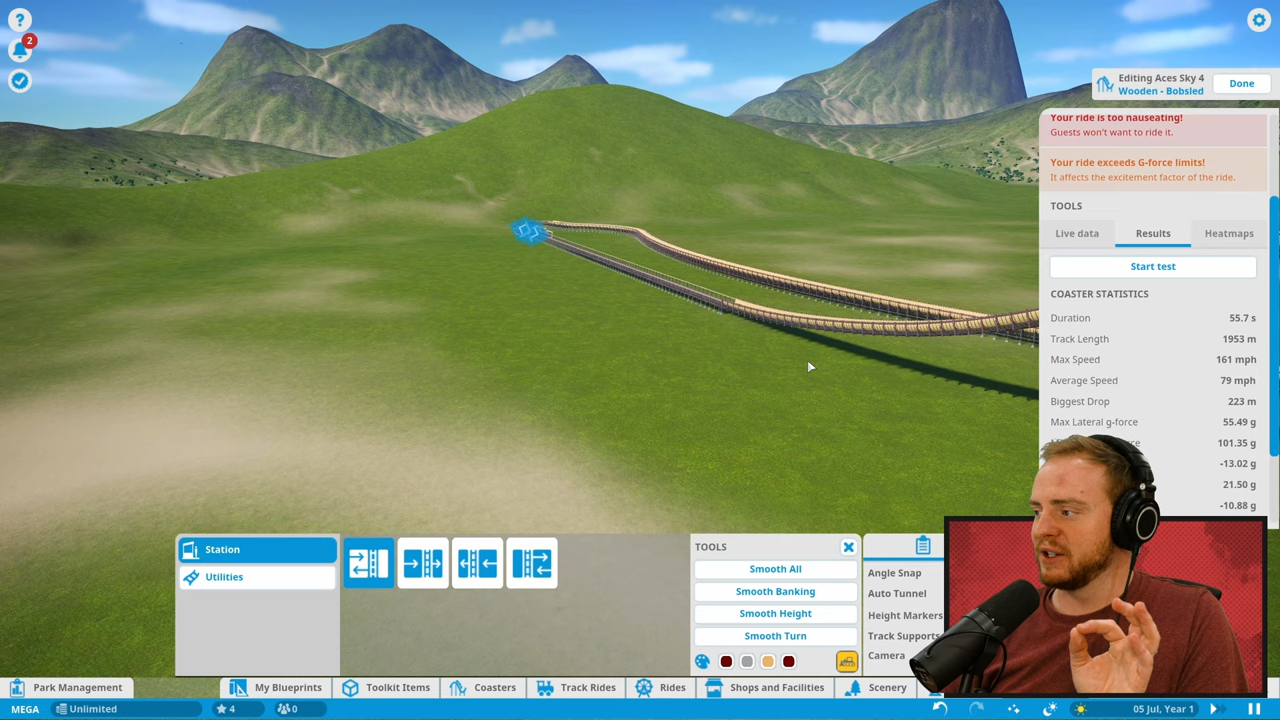 ?
2
Editing Aces Sky 4
Wooden - Bobsled
Done
Your ride is too nauseating!
Guests won't want to ride it.
Your ride exceeds G-force limits!
It affects the excitement factor of the ride.
TOOLS
Live data
Results
Heatmaps
Start test
COASTER STATISTICS
Duration 55.7 s
Track Length 1953 m
Max Speed 161 mph
Average Speed 79 mph
Biggest Drop 223 m
Max Lateral g-force 55.49 g
101.35 g
-13.02 g
21.50 g
-10.88 g
Station
Utilities
TOOLS
Smooth All
Smooth Banking
Smooth Height
Smooth Turn
Angle Snap
Auto Tunnel
Height Markers
Track Supports
Camera
Park Management
My Blueprints
Toolkit Items
Coasters
Track Rides
Rides
Shops and Facilities
Scenery
MEGA
Unlimited
4
0
05 Jul, Year 1